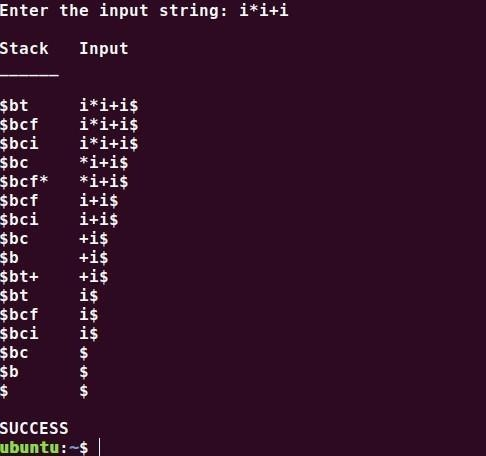 Enter the input string: i*i+i
Stack   Input
______
$bt     i*i+i$
$bcf    i*i+i$
$bci    i*i+i$
$bc     *i+i$
$bcf*   *i+i$
$bcf    i+i$
$bci    i+i$
$bc     +i$
$b      +i$
$bt+    +i$
$bt     i$
$bcf    i$
$bci    i$
$bc     $
$b      $
$       $
SUCCESS
ubuntu:~$